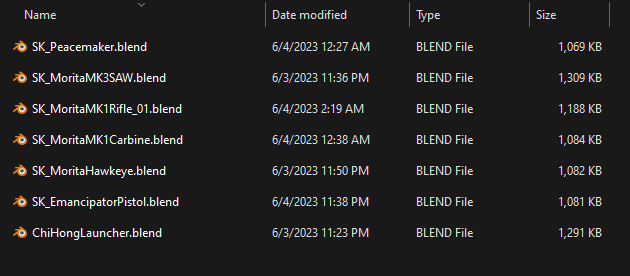 Name Date modified Type Size
SK_Peacemaker.blend 6/4/2023 12:27 AM BLEND File 1,069 KB
SK_MoritaMK3SAW.blend 6/3/2023 11:36 PM BLEND File 1,309 KB
SK_MoritaMK1Rifle_01.blend 6/4/2023 2:19 AM BLEND File 1,188 KB
SK_MoritaMK1Carbine.blend 6/4/2023 12:38 AM BLEND File 1,084 KB
SK_MoritaHawkeye.blend 6/3/2023 11:50 PM BLEND File 1,082 KB
SK_EmancipatorPistol.blend 6/4/2023 11:38 PM BLEND File 1,081 KB
ChiHongLauncher.blend 6/3/2023 11:23 PM BLEND File 1,291 KB